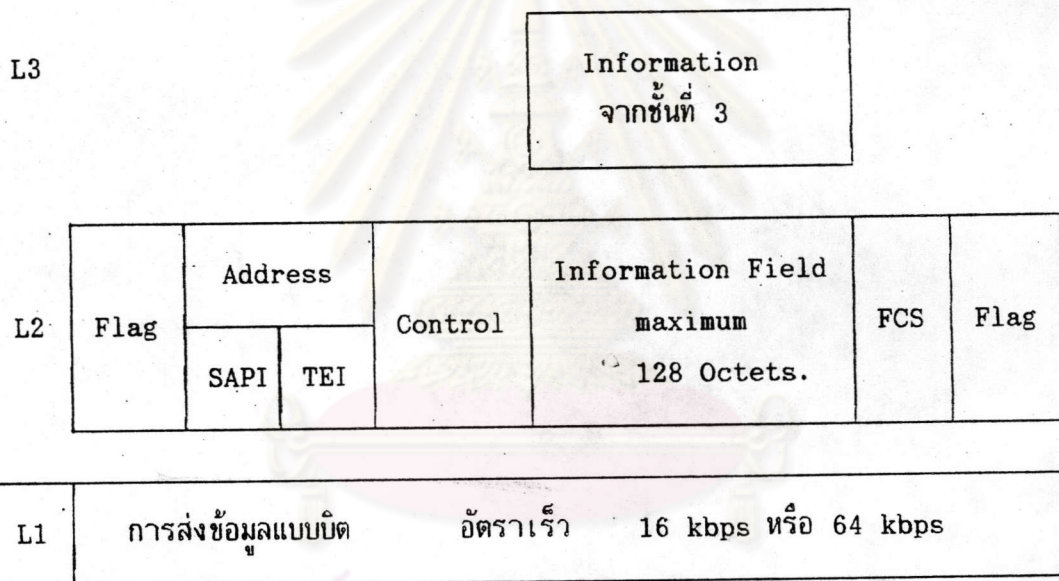 L3
Information
จากชั้นที่ 3
L2
Flag
Address
SAPI TEI
Control
Information Field
maximum
128 Octets.
FCS
Flag
L1
การส่งข้อมูลแบบบิต อัตราเร็ว 16 kbps หรือ 64 kbps